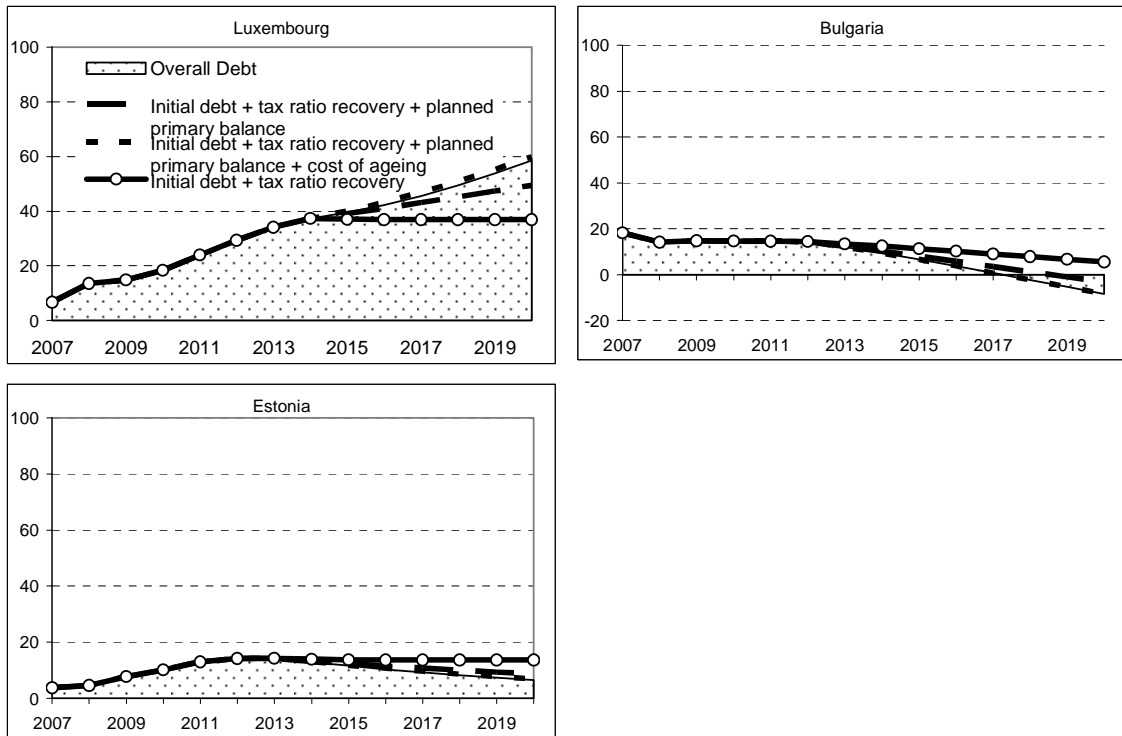 Luxembourg
100
80
60
40
20
0
Overall Debt
Initial debt + tax ratio recovery + planned
primary balance
Initial debt + tax ratio recovery + planned
primary balance + cost of ageing
Initial debt + tax ratio recovery
2007 2009 2011 2013 2015 2017 2019
Bulgaria
100
80
60
40
20
0
-20
2007 2009 2011 2013 2015 2017 2019
Estonia
100
80
60
40
20
0
2007 2009 2011 2013 2015 2017 2019